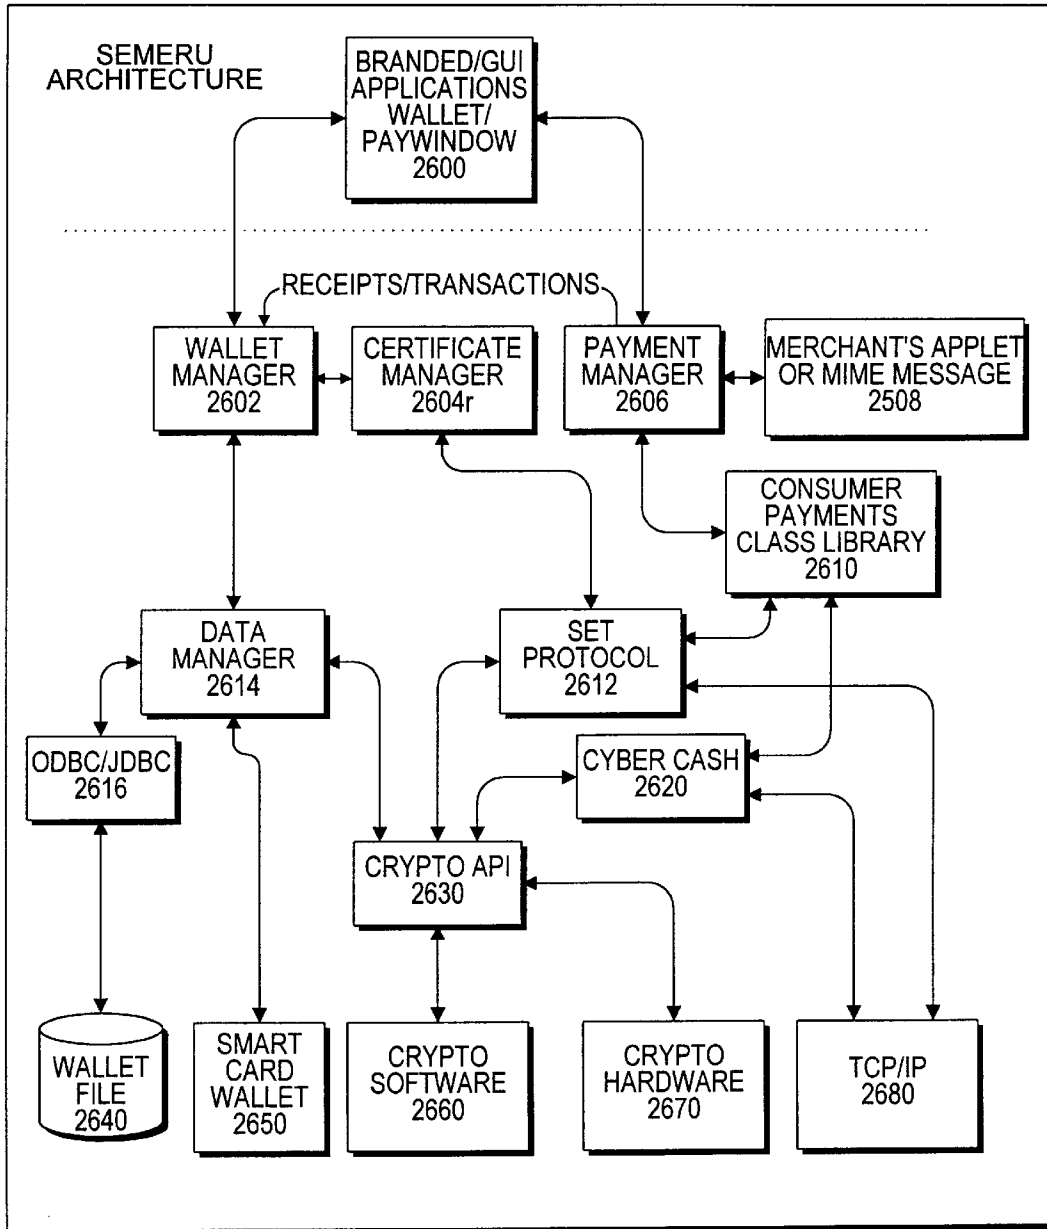 SEMERU
ARCHITECTURE
BRANDED/GUI
APPLICATIONS
WALLET/
PAYWINDOW
2600
RECEIPTS/TRANSACTIONS
WALLET
MANAGER
2602
CERTIFICATE
MANAGER
2604r
PAYMENT
MANAGER
2606
MERCHANT'S APPLET
OR MIME MESSAGE
2508
CONSUMER
PAYMENTS
CLASS LIBRARY
2610
DATA
MANAGER
2614
SET
PROTOCOL
2612
ODBC/JDBC
2616
CYBER CASH
2620
CRYPTO API
2630
WALLET
FILE
2640
SMART
CARD
WALLET
2650
CRYPTO
SOFTWARE
2660
CRYPTO
HARDWARE
2670
TCP/IP
2680